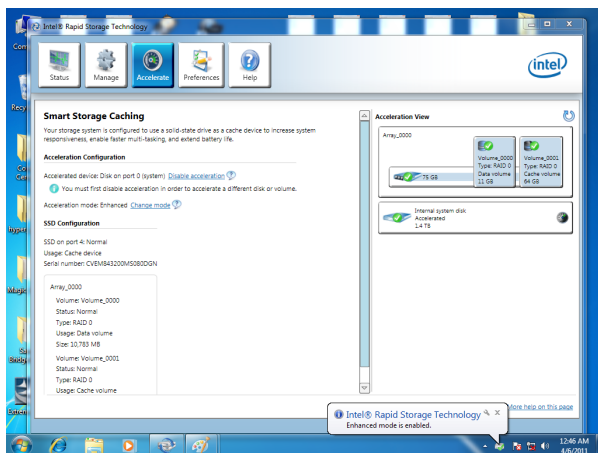 Intel® Rapid Storage Technology
Status
Manage
Accelerate
Preferences
Help
intel
Smart Storage Caching
Your storage system is configured to use a solid-state drive as a cache device to increase system
responsiveness, enable faster multi-tasking, and extend battery life.
Acceleration Configuration
Accelerated device: Disk on port 0 (system) Disable acceleration
You must first disable acceleration in order to accelerate a different disk or volume.
Acceleration mode: Enhanced Change mode
SSD Configuration
SSD on port 4: Normal
Usage: Cache device
Serial number: CVEM843200MS080DGN
Array_0000
Volume: Volume_0000
Status: Normal
Type: RAID 0
Usage: Data volume
Size: 10,783 MB
Volume: Volume_0001
Status: Normal
Type: RAID 0
Usage: Cache volume
Acceleration View
Array_0000
75 GB
Volume_0000
Type: RAID 0
Data volume
11 GB
Volume_0001
Type: RAID 0
Cache volume
64 GB
Internal system disk
Accelerated
1.4 TB
More help on this page
Intel® Rapid Storage Technology
Enhanced mode is enabled.
12:46 AM
4/6/2011
Com
Recy
Magic